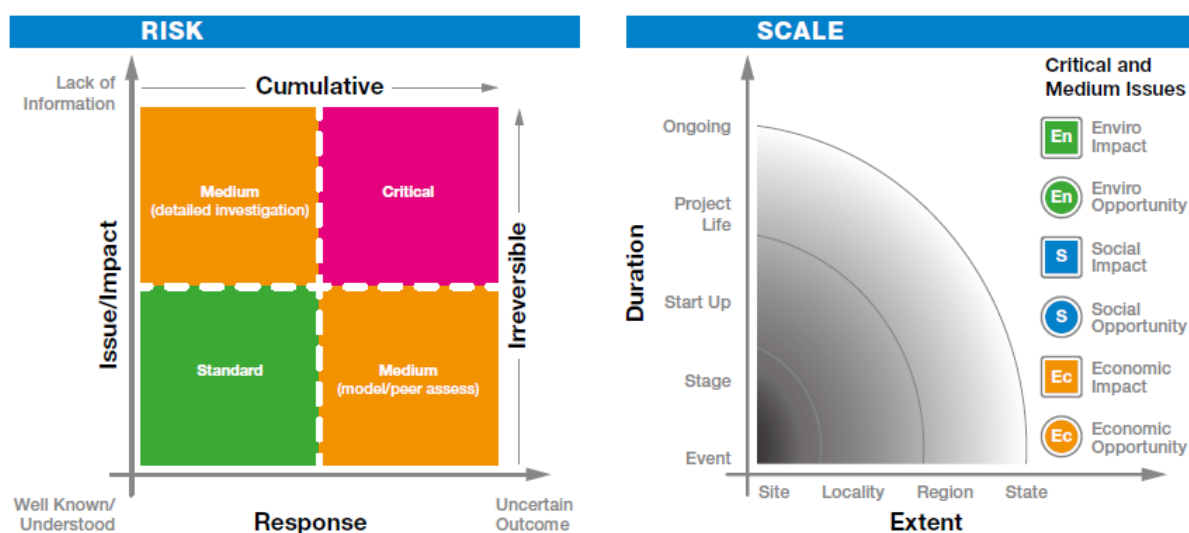 RISK
Lack of
Information
Cumulative
Medium
(detailed investigation)
Critical
Issue/Impact
Irreversible
Standard
Medium
(model/peer assess)
Well Known/
Understood
Response
Uncertain
Outcome
SCALE
Critical and
Medium Issues
Ongoing
Project
Life
Duration
Start Up
Stage
Event
Site
Locality
Region
State
Extent
En
Enviro
Impact
En
Enviro
Opportunity
S
Social
Impact
S
Social
Opportunity
Ec
Economic
Impact
Ec
Economic
Opportunity